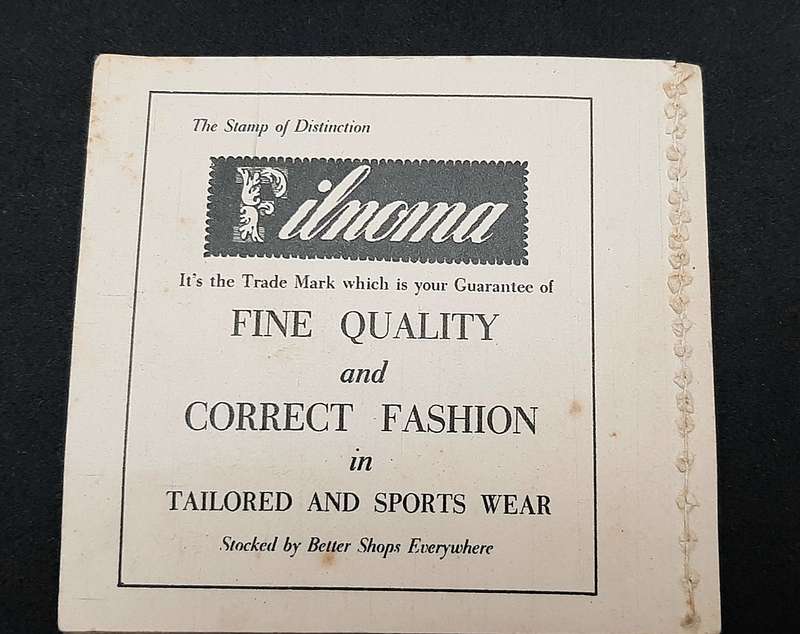 The Stamp of Distinction
Filnoma
It's the Trade Mark which is your Guarantee of
FINE QUALITY
and
CORRECT FASHION
in
TAILORED AND SPORTS WEAR
Stocked by Better Shops Everywhere